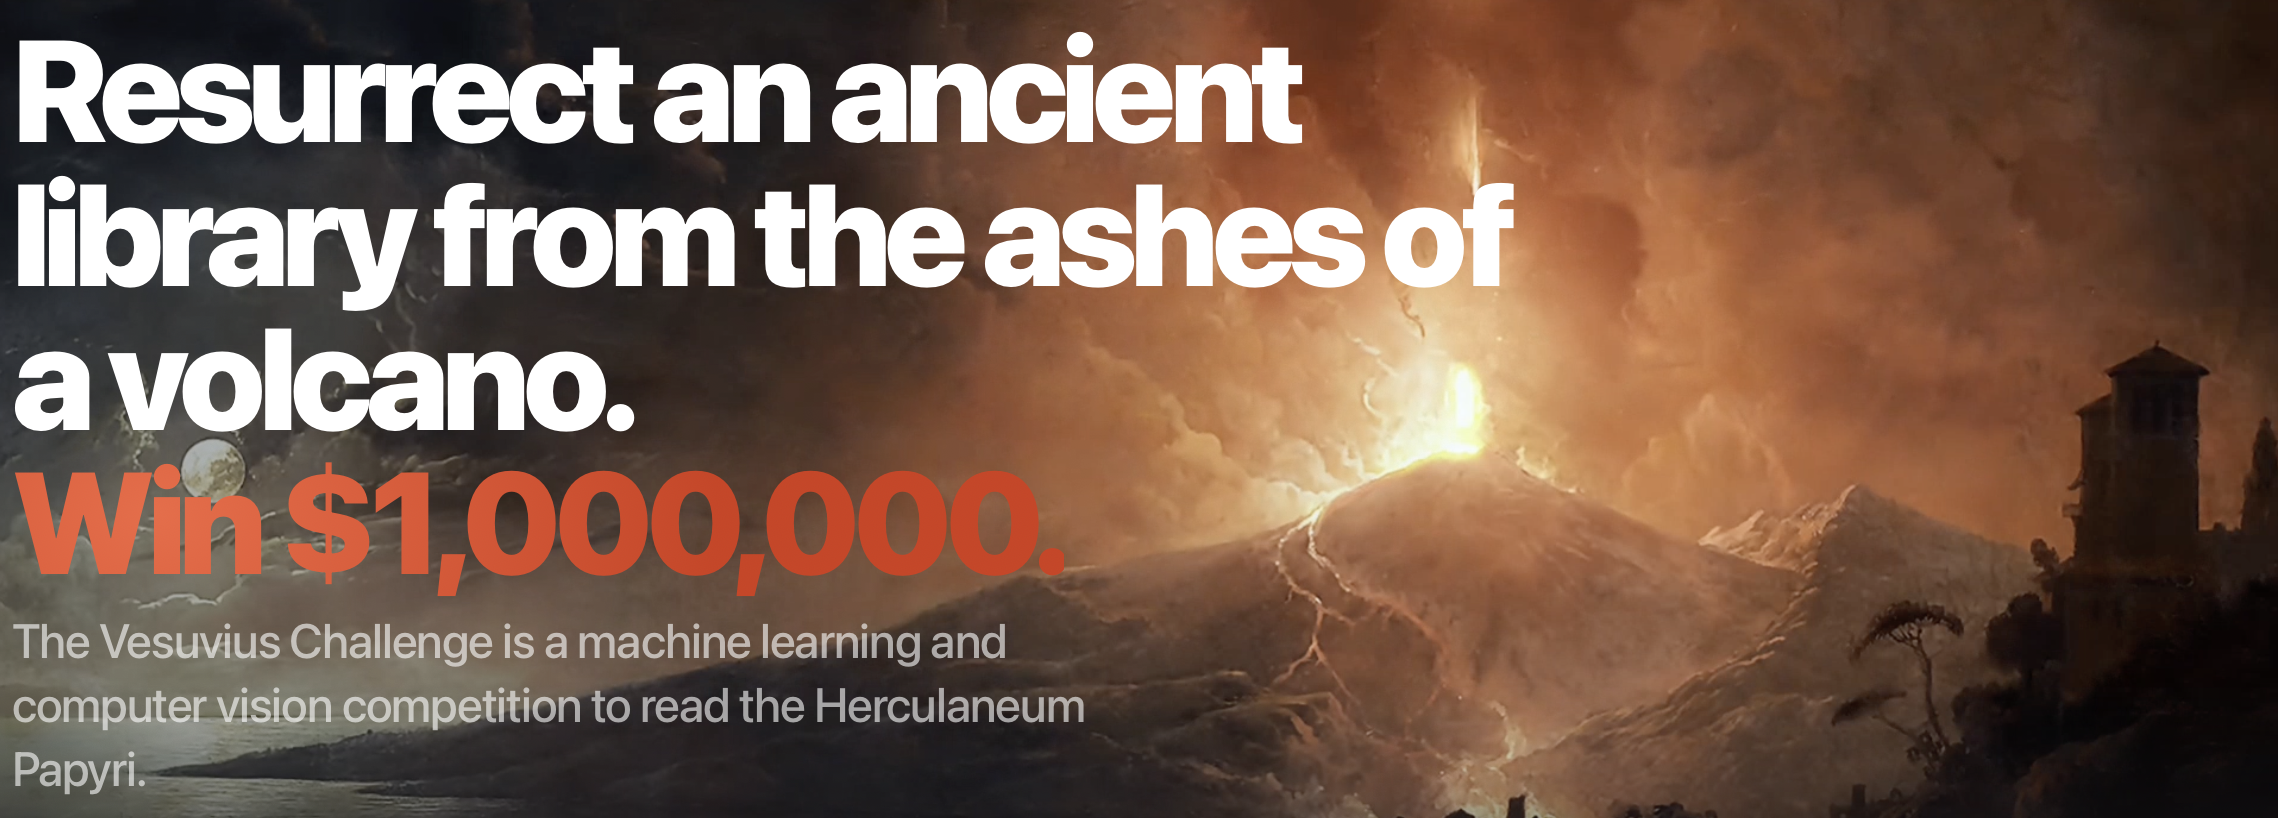 Resurrect an ancient
library from the ashes of
a volcano.
Win $1,000,000.
The Vesuvius Challenge is a machine learning and
computer vision competition to read the Herculaneum
Papyri.